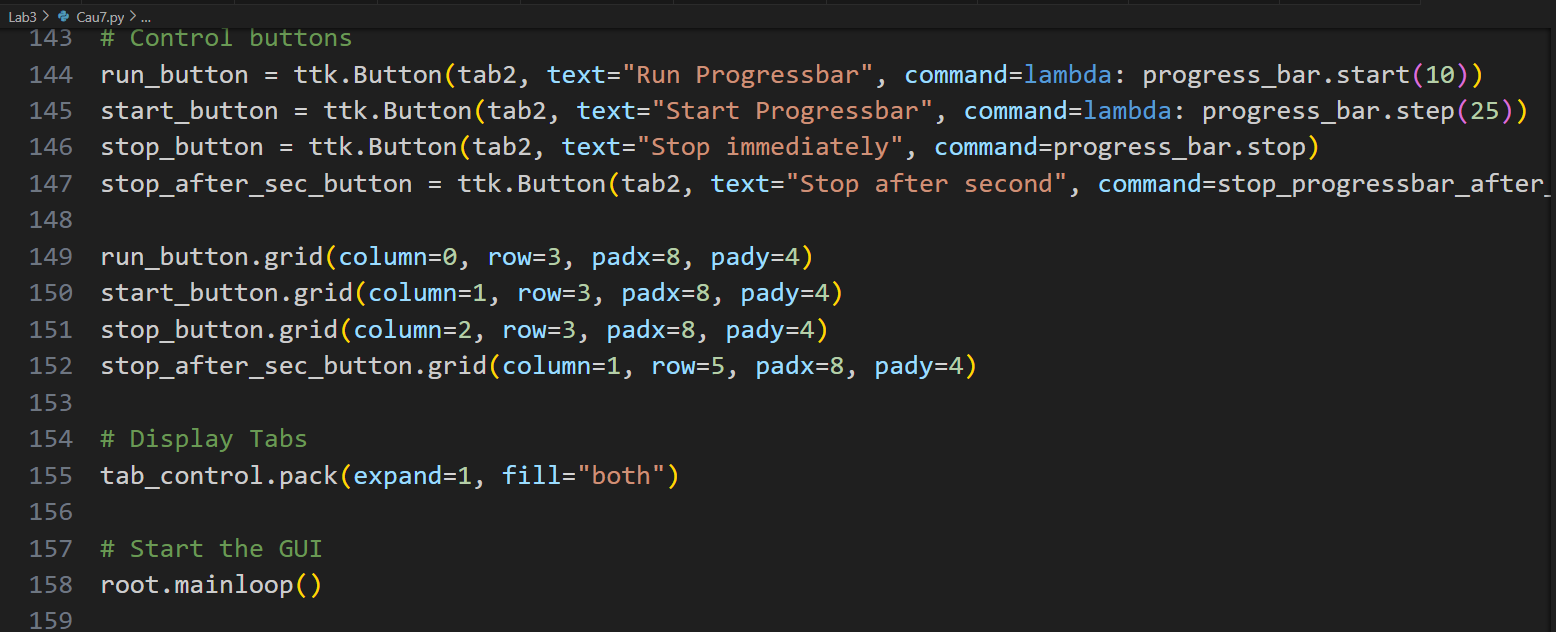 Lab3 > Cau7.py > ...
143 # Control buttons
144 run_button = ttk.Button(tab2, text="Run Progressbar", command=lambda: progress_bar.start(10))
145 start_button = ttk.Button(tab2, text="Start Progressbar", command=lambda: progress_bar.step(25))
146 stop_button = ttk.Button(tab2, text="Stop immediately", command=progress_bar.stop)
147 stop_after_sec_button = ttk.Button(tab2, text="Stop after second", command=stop_progressbar_after_
148
149 run_button.grid(column=0, row=3, padx=8, pady=4)
150 start_button.grid(column=1, row=3, padx=8, pady=4)
151 stop_button.grid(column=2, row=3, padx=8, pady=4)
152 stop_after_sec_button.grid(column=1, row=5, padx=8, pady=4)
153
154 # Display Tabs
155 tab_control.pack(expand=1, fill="both")
156
157 # Start the GUI
158 root.mainloop()
159